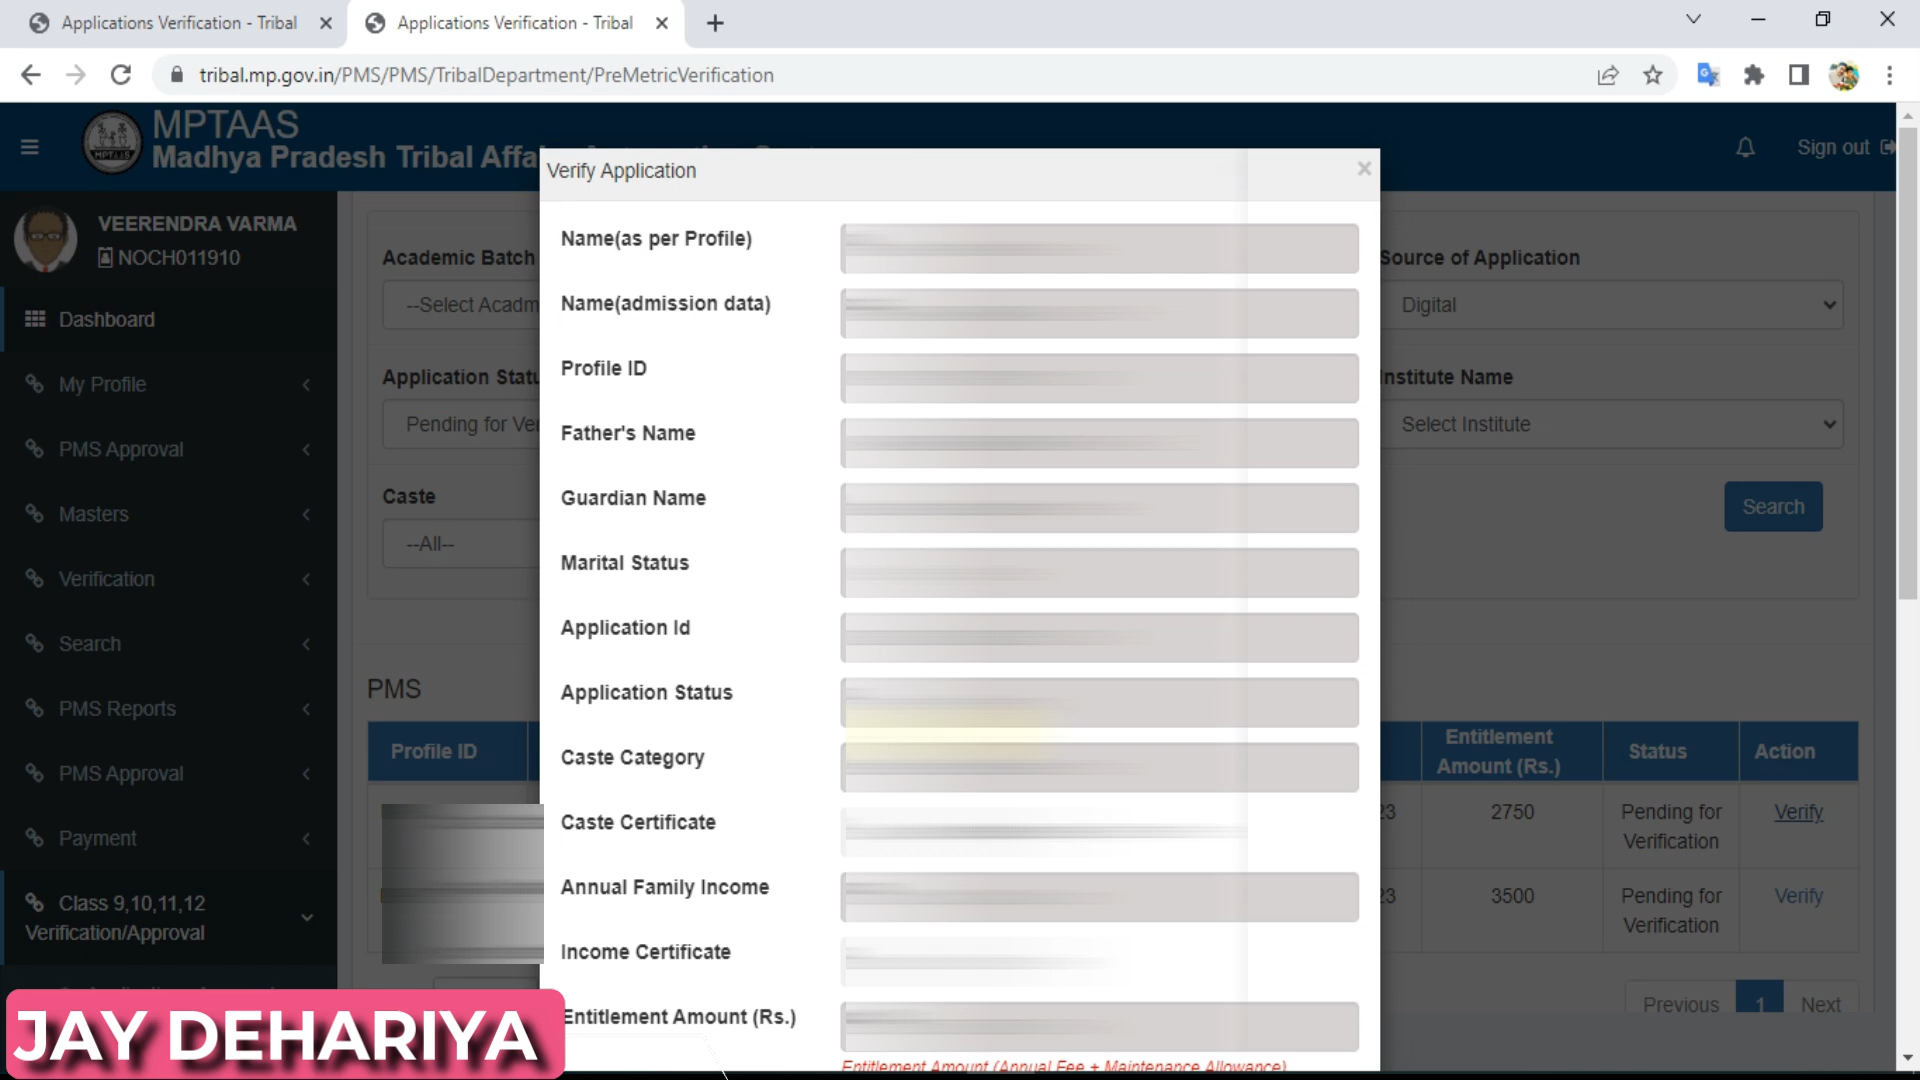 Applications Verification - Tribal
Applications Verification - Tribal
tribal.mp.gov.in/PMS/PMS/TribalDepartment/PreMetricVerification
MPTAAS
Madhya Pradesh Tribal Affa
Sign out
VEERENDRA VARMA
NOCH011910
Dashboard
My Profile
PMS Approval
Masters
Verification
Search
PMS Reports
PMS Approval
Payment
Class 9,10,11,12
Verification/Approval
JAY DEHARIYA
Academic Batch
--Select Acadm
Application Statu
Pending for Ver
Caste
--All--
Source of Application
Digital
Institute Name
Select Institute
Search
PMS
Profile ID
Entitlement
Amount (Rs.)
Status
Action
23
2750
Pending for
Verification
Verify
23
3500
Pending for
Verification
Verify
Previous
1
Next
Verify Application
×
Name(as per Profile)
Name(admission data)
Profile ID
Father's Name
Guardian Name
Marital Status
Application Id
Application Status
Caste Category
Caste Certificate
Annual Family Income
Income Certificate
Entitlement Amount (Rs.)
Entitlement Amount (Annual Fee + Maintenance Allowance)